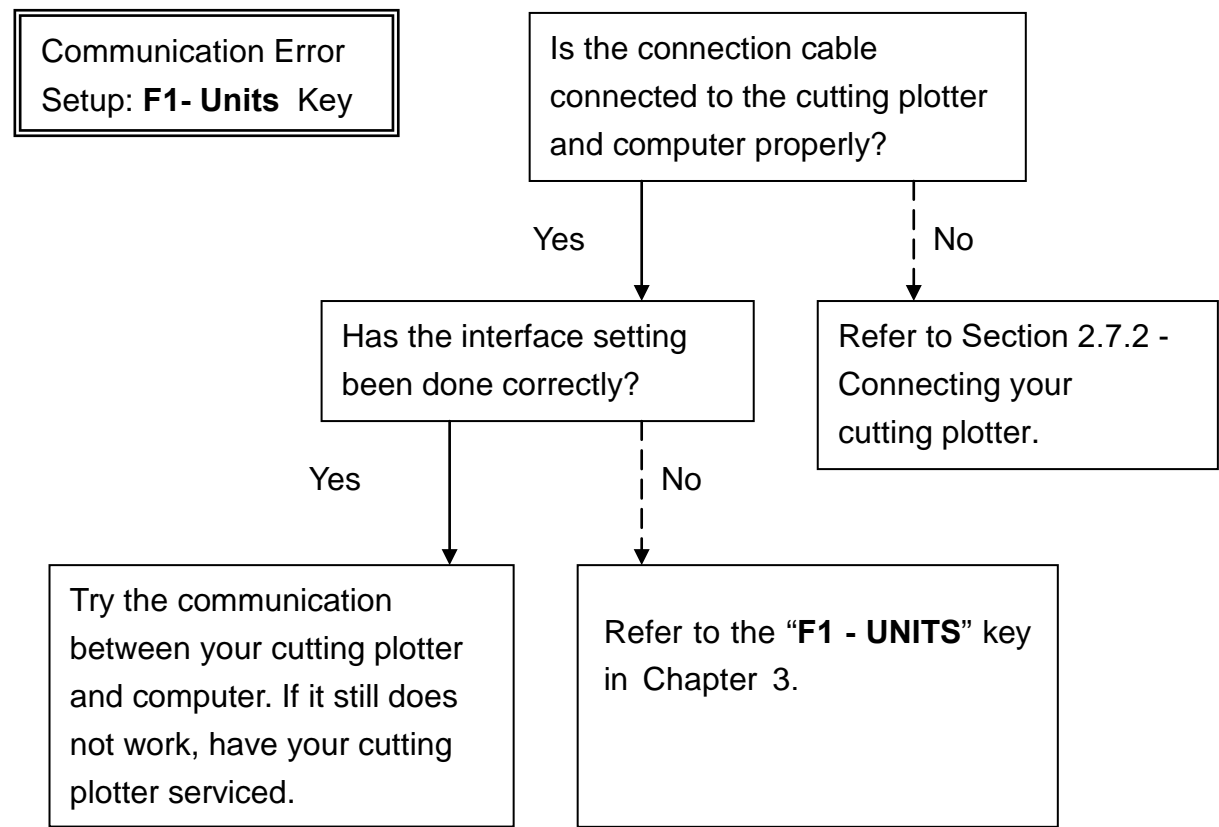 Communication Error
Setup: F1- Units Key
Is the connection cable
connected to the cutting plotter
and computer properly?
Yes
No
Has the interface setting
been done correctly?
Refer to Section 2.7.2 -
Connecting your
cutting plotter.
Yes
No
Try the communication
between your cutting plotter
and computer. If it still does
not work, have your cutting
plotter serviced.
Refer to the “F1 - UNITS” key
in Chapter 3.